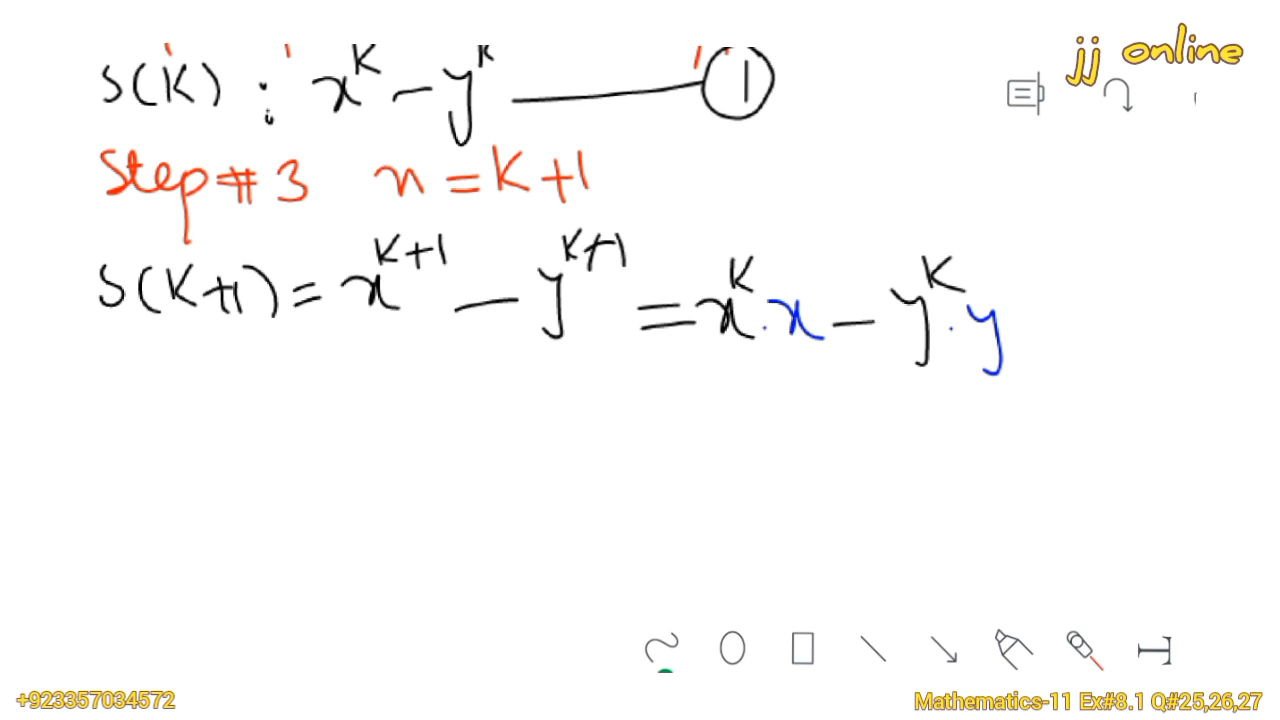 jj online
S(K) : x^K - y^K ——— ①
Step # 3 n = K+1
S(K+1) = x^{K+1} - y^{K+1} = x^K . x - y^K . y
+923357034572
Mathematics-11 Ex#8.1 Q#25,26,27